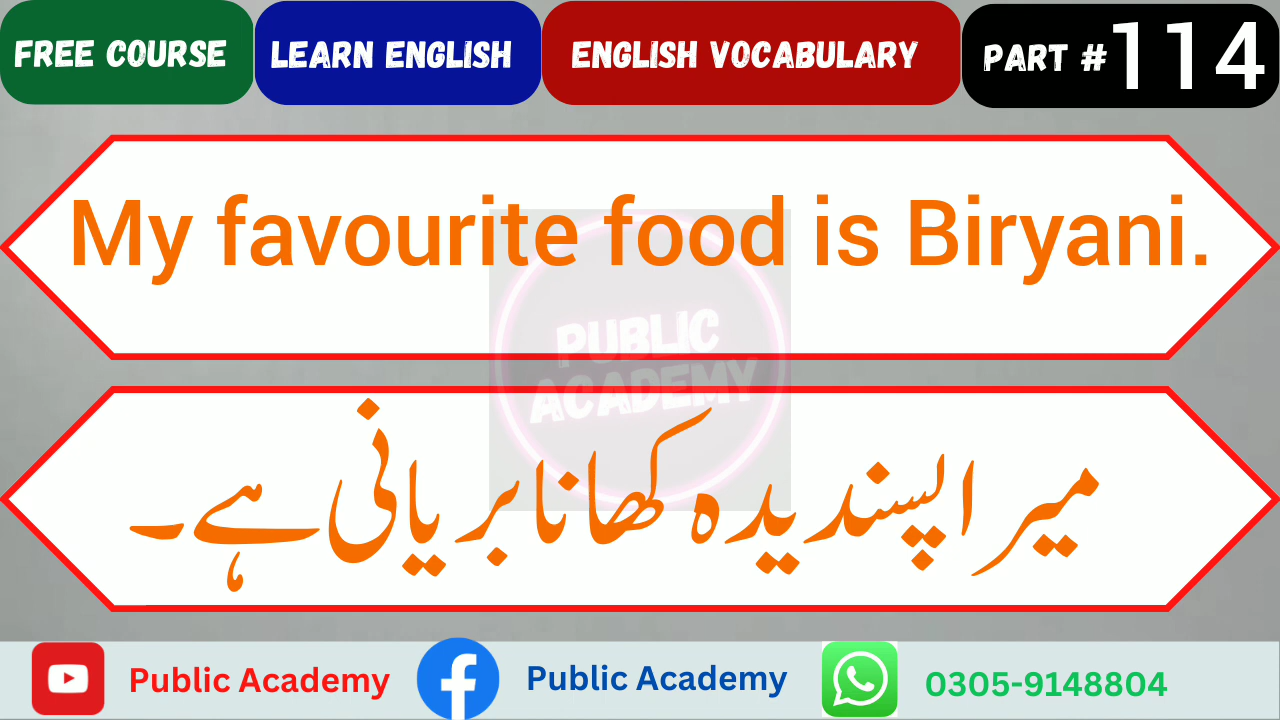 FREE COURSE
LEARN ENGLISH
ENGLISH VOCABULARY
PART #114
My favourite food is Biryani.
PUBLIC
ACADEMY
میرا پسندیدہ کھانا بریانی ہے۔
Public Academy
Public Academy
0305-9148804